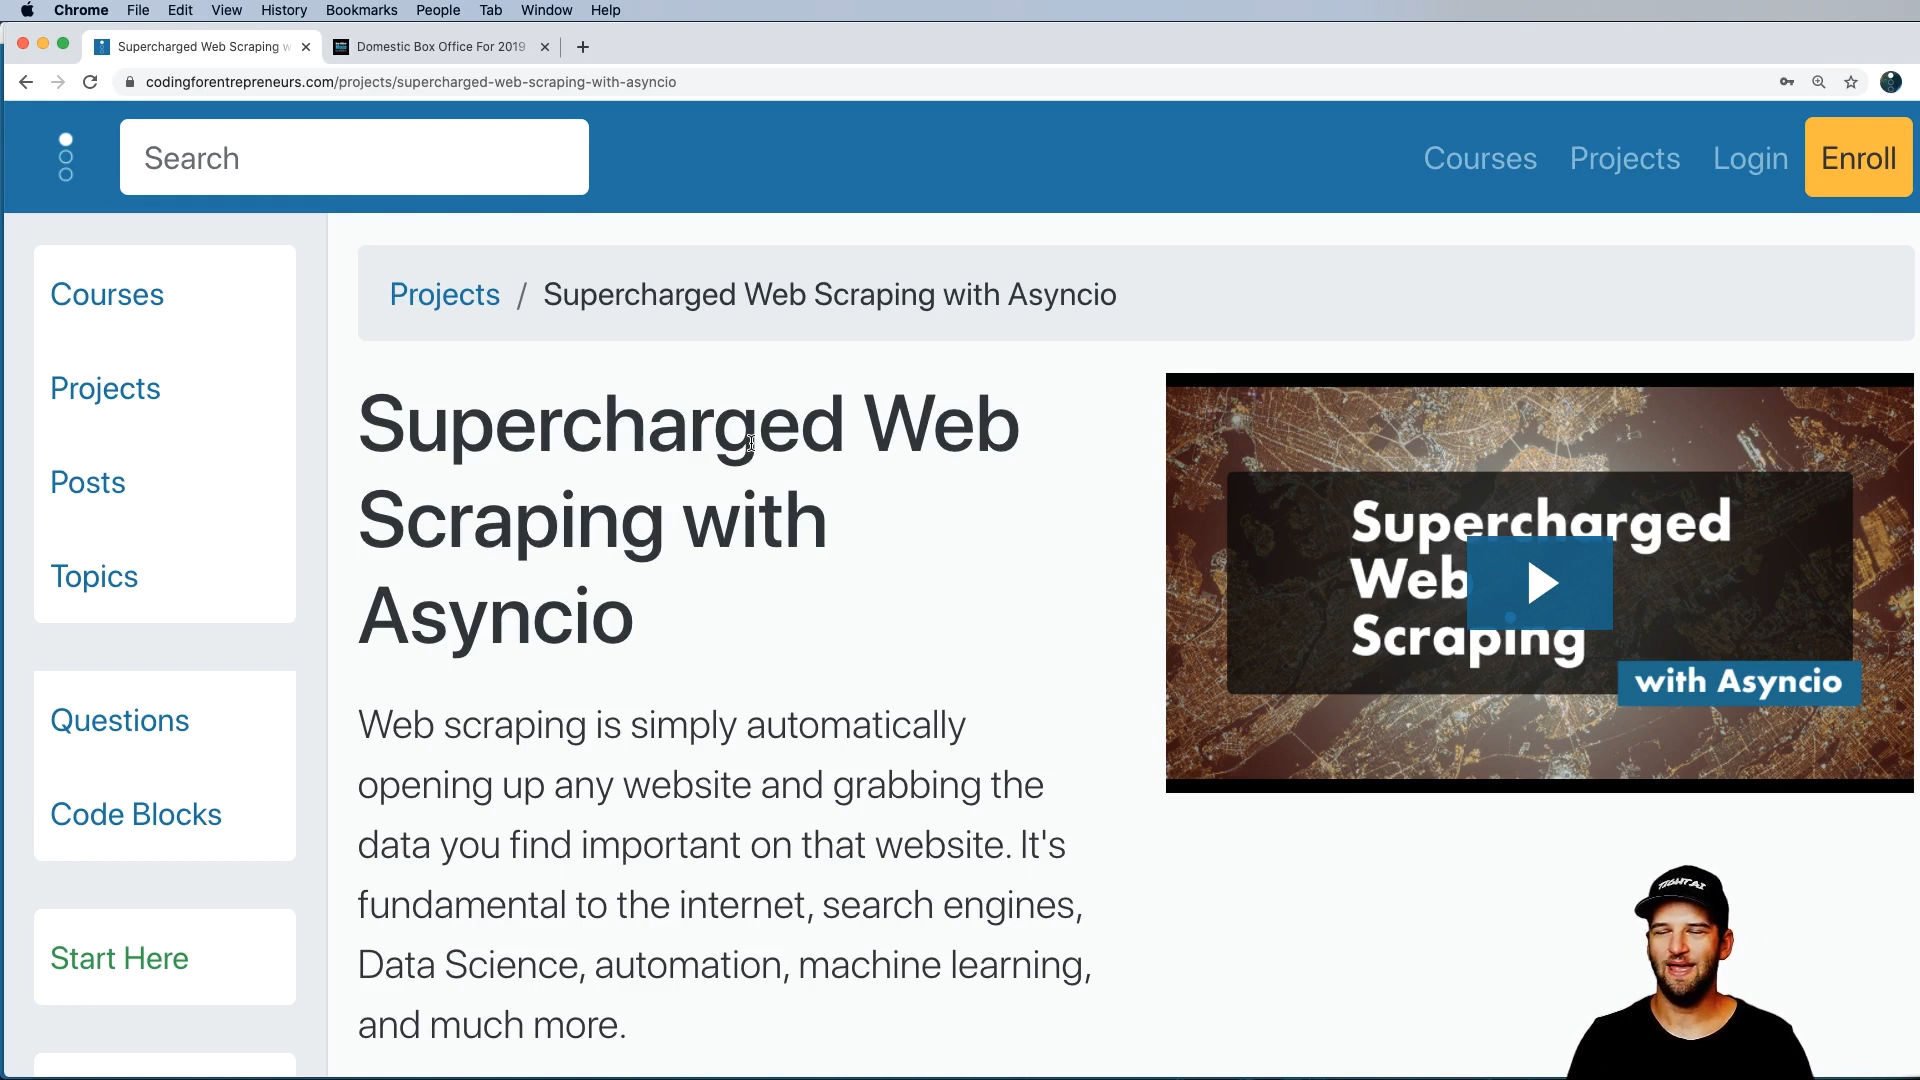 Chrome File Edit View History Bookmarks People Tab Window Help
Supercharged Web Scraping w
Domestic Box Office For 2019
codingforentrepreneurs.com/projects/supercharged-web-scraping-with-asyncio
Search
Courses Projects Login Enroll
Courses
Projects
Posts
Topics
Questions
Code Blocks
Start Here
Projects / Supercharged Web Scraping with Asyncio
Supercharged Web
Scraping with
Asyncio
Web scraping is simply automatically
opening up any website and grabbing the
data you find important on that website. It's
fundamental to the internet, search engines,
Data Science, automation, machine learning,
and much more.
Supercharged
Web
Scraping
with Asyncio
TIGHT.AI